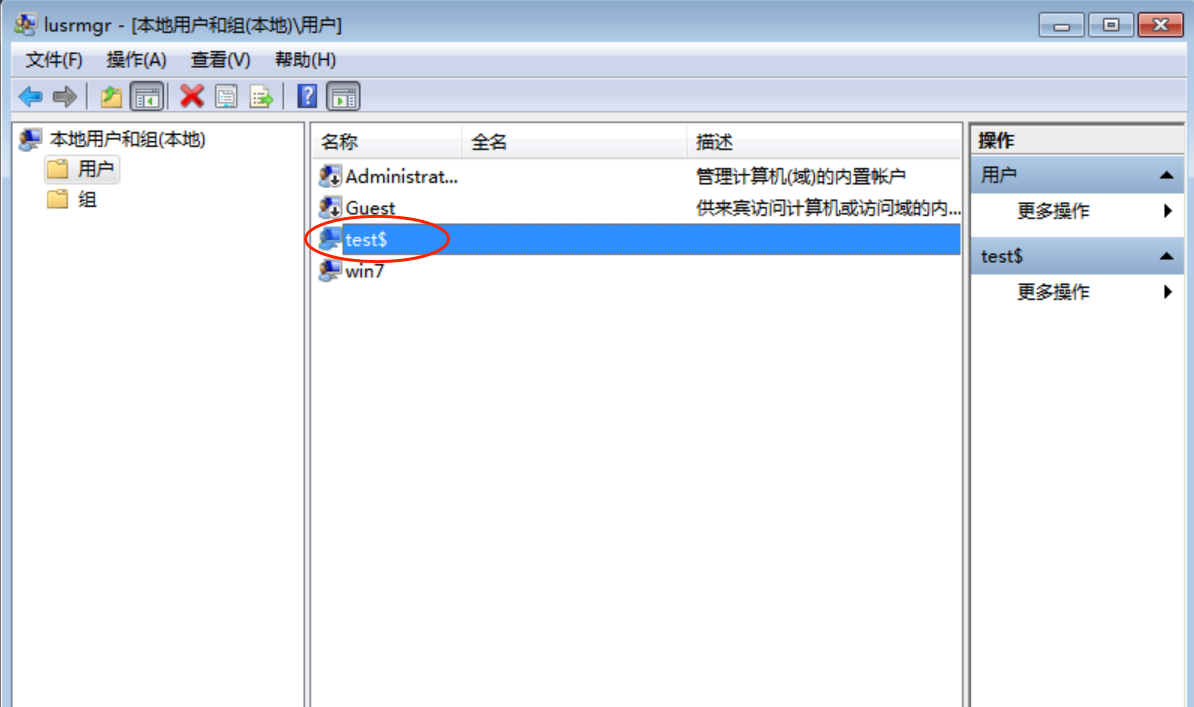 lusrmgr - [本地用户和组(本地)\用户]
文件(F) 操作(A) 查看(V) 帮助(H)
本地用户和组(本地)
用户
组
名称 全名 描述
Administrat... 管理计算机(域)的内置帐户
Guest 供来宾访问计算机或访问域的内...
test$
win7
操作
用户
更多操作
test$
更多操作